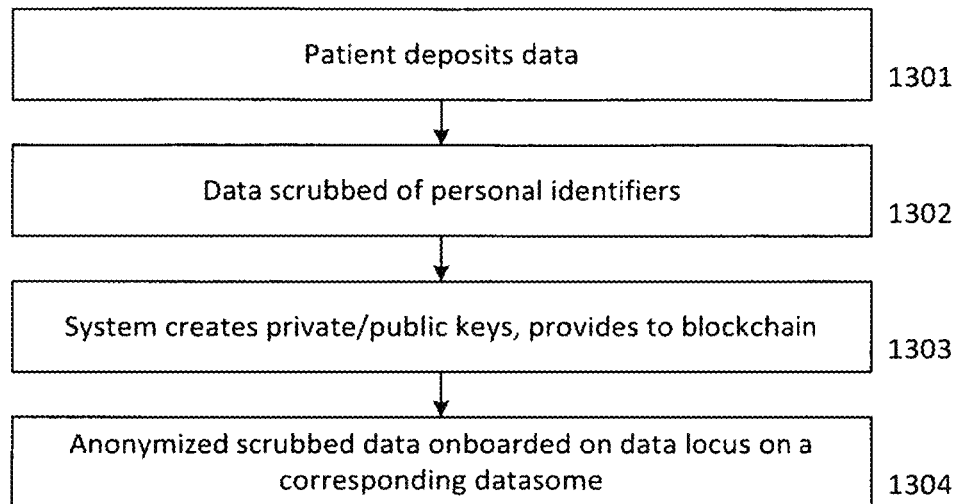 Patient deposits data
1301
Data scrubbed of personal identifiers
1302
System creates private/public keys, provides to blockchain
1303
Anonymized scrubbed data onboarded on data locus on a
corresponding datasome
1304